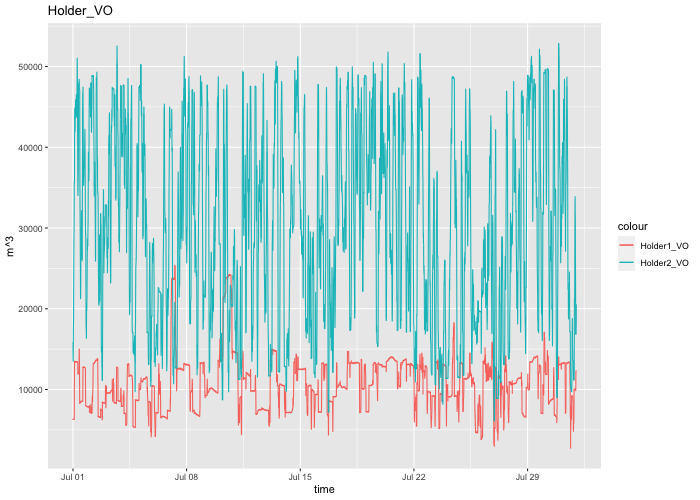 Holder_VO
50000
40000
30000
20000
10000
m^3
Jul 01 Jul 08 Jul 15 Jul 22 Jul 29
time
colour
Holder1_VO
Holder2_VO